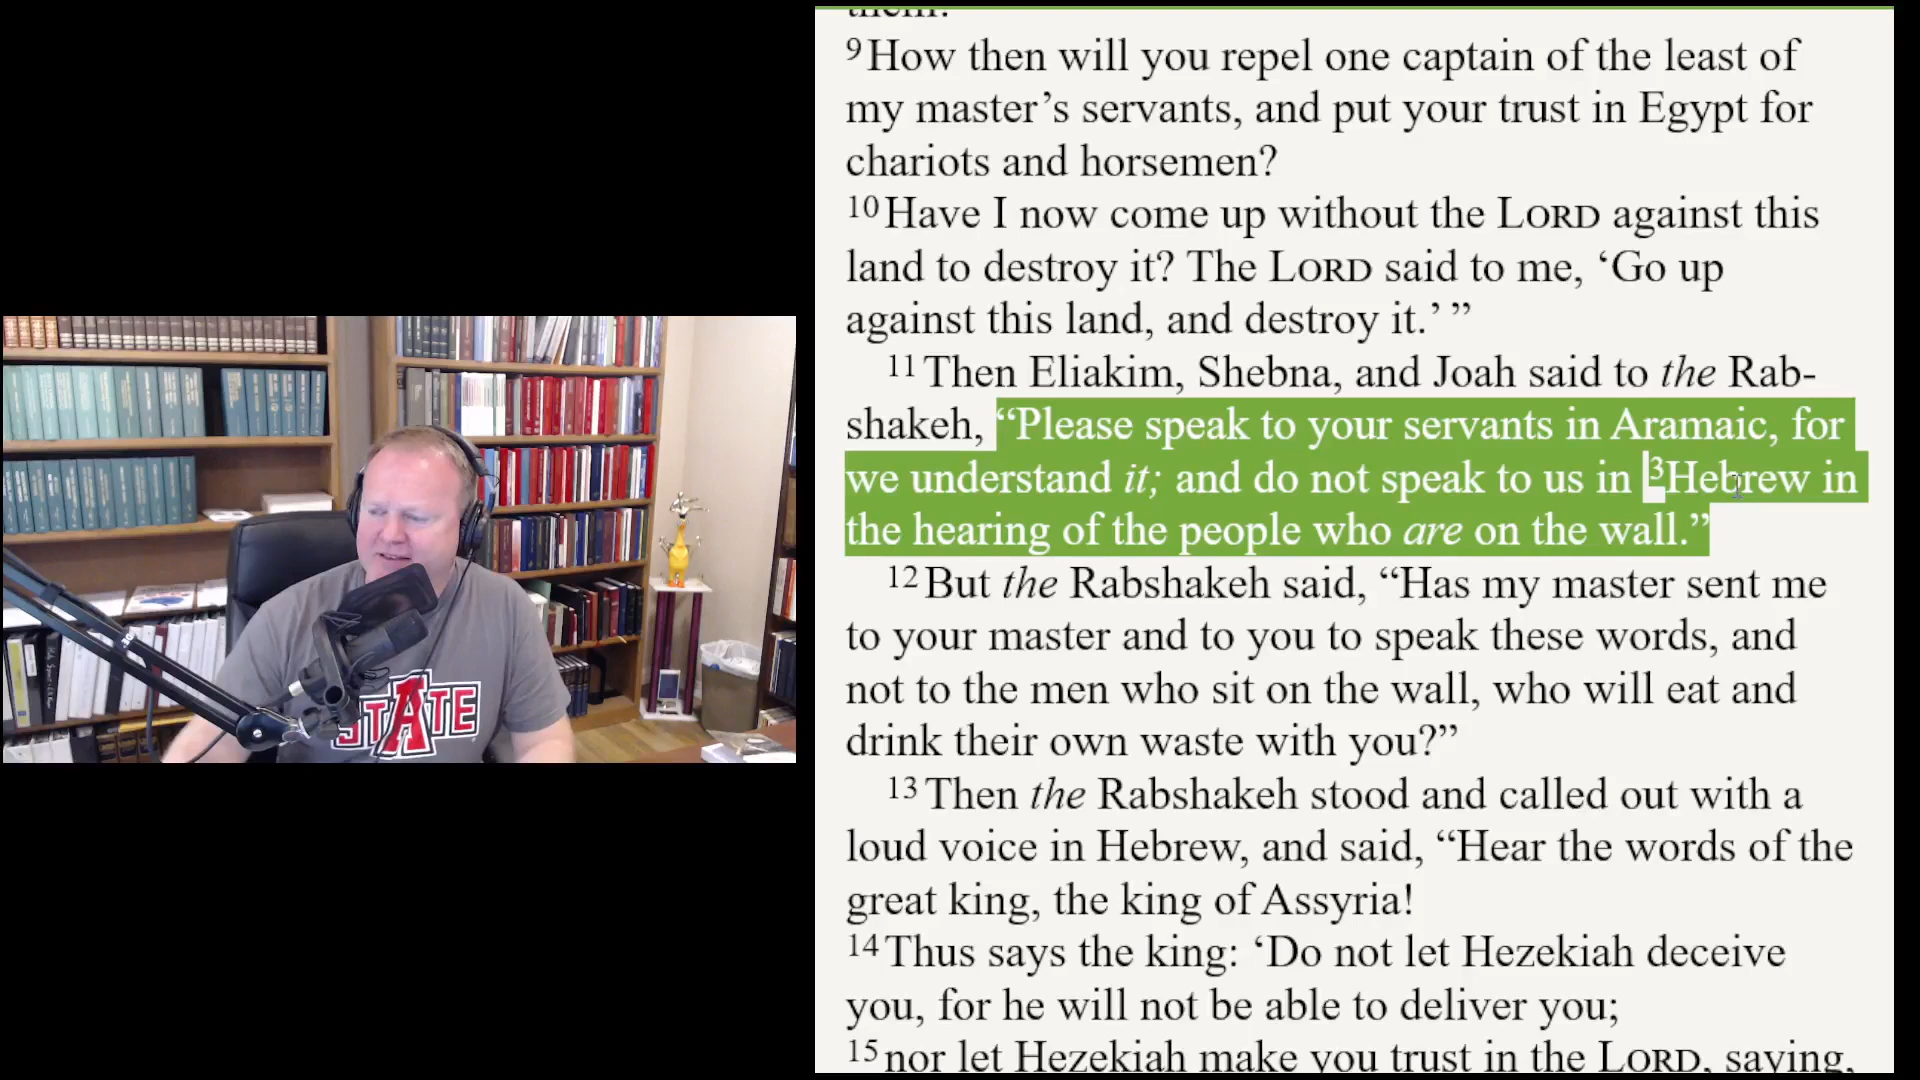 them?
9 How then will you repel one captain of the least of
my master’s servants, and put your trust in Egypt for
chariots and horsemen?
10 Have I now come up without the LORD against this
land to destroy it? The LORD said to me, ‘Go up
against this land, and destroy it.’ ”
11 Then Eliakim, Shebna, and Joah said to the Rab-
shakeh, “Please speak to your servants in Aramaic, for
we understand it; and do not speak to us in 3Hebrew in
the hearing of the people who are on the wall.”
12 But the Rabshakeh said, “Has my master sent me
to your master and to you to speak these words, and
not to the men who sit on the wall, who will eat and
drink their own waste with you?”
13 Then the Rabshakeh stood and called out with a
loud voice in Hebrew, and said, “Hear the words of the
great king, the king of Assyria!
14 Thus says the king: ‘Do not let Hezekiah deceive
you, for he will not be able to deliver you;
15 nor let Hezekiah make you trust in the LORD, saying,
STATE